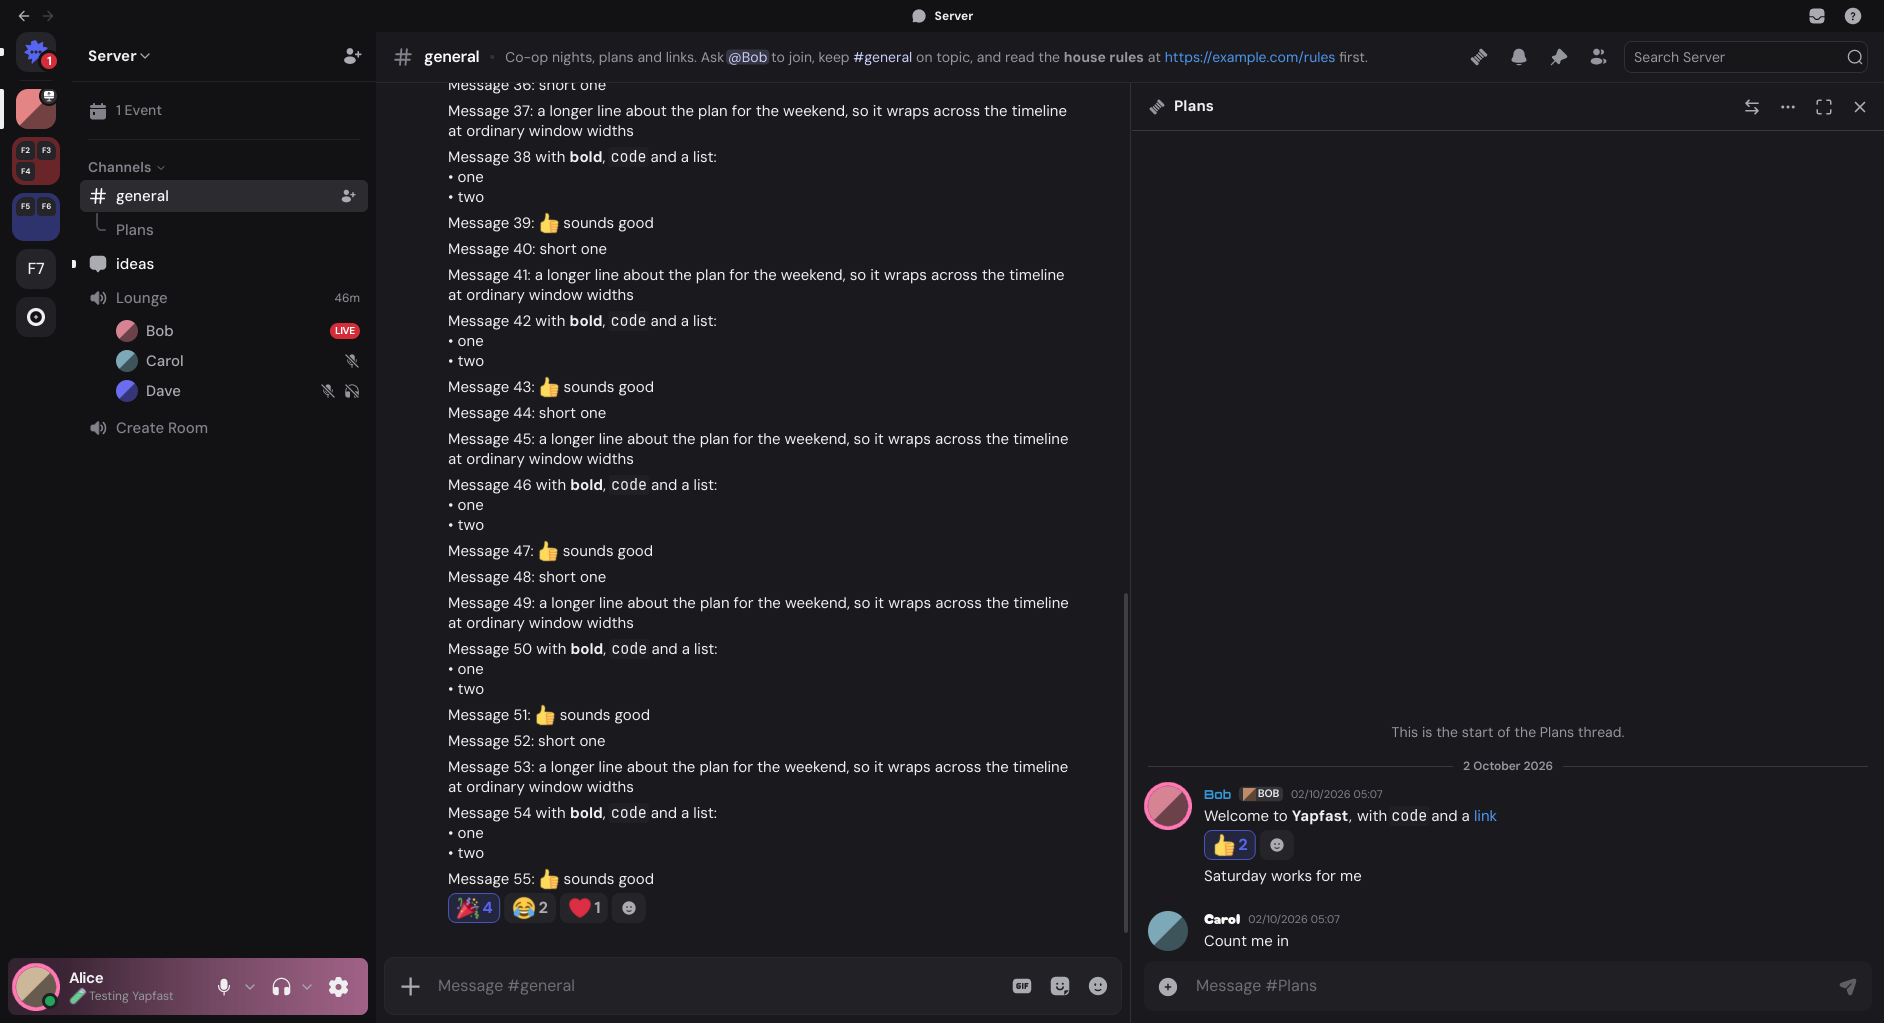 Server
1
Server
1 Event
Channels
general
Plans
ideas
Lounge
46m
Bob
LIVE
Carol
Dave
Create Room
F2 F3
F4
F5 F6
F7
Alice
Testing Yapfast
general
Co-op nights, plans and links. Ask @Bob to join, keep #general on topic, and read the house rules at https://example.com/rules first.
Search Server
Message 36: short one
Message 37: a longer line about the plan for the weekend, so it wraps across the timeline
at ordinary window widths
Message 38 with bold, code and a list:
• one
• two
Message 39: 👍 sounds good
Message 40: short one
Message 41: a longer line about the plan for the weekend, so it wraps across the timeline
at ordinary window widths
Message 42 with bold, code and a list:
• one
• two
Message 43: 👍 sounds good
Message 44: short one
Message 45: a longer line about the plan for the weekend, so it wraps across the timeline
at ordinary window widths
Message 46 with bold, code and a list:
• one
• two
Message 47: 👍 sounds good
Message 48: short one
Message 49: a longer line about the plan for the weekend, so it wraps across the timeline
at ordinary window widths
Message 50 with bold, code and a list:
• one
• two
Message 51: 👍 sounds good
Message 52: short one
Message 53: a longer line about the plan for the weekend, so it wraps across the timeline
at ordinary window widths
Message 54 with bold, code and a list:
• one
• two
Message 55: 👍 sounds good
🎉 4 😂 2 ❤️ 1
Message #general
GIF
Plans
This is the start of the Plans thread.
2 October 2026
Bob BOB 02/10/2026 05:07
Welcome to Yapfast, with code and a link
👍 2
Saturday works for me
Carol 02/10/2026 05:07
Count me in
Message #Plans